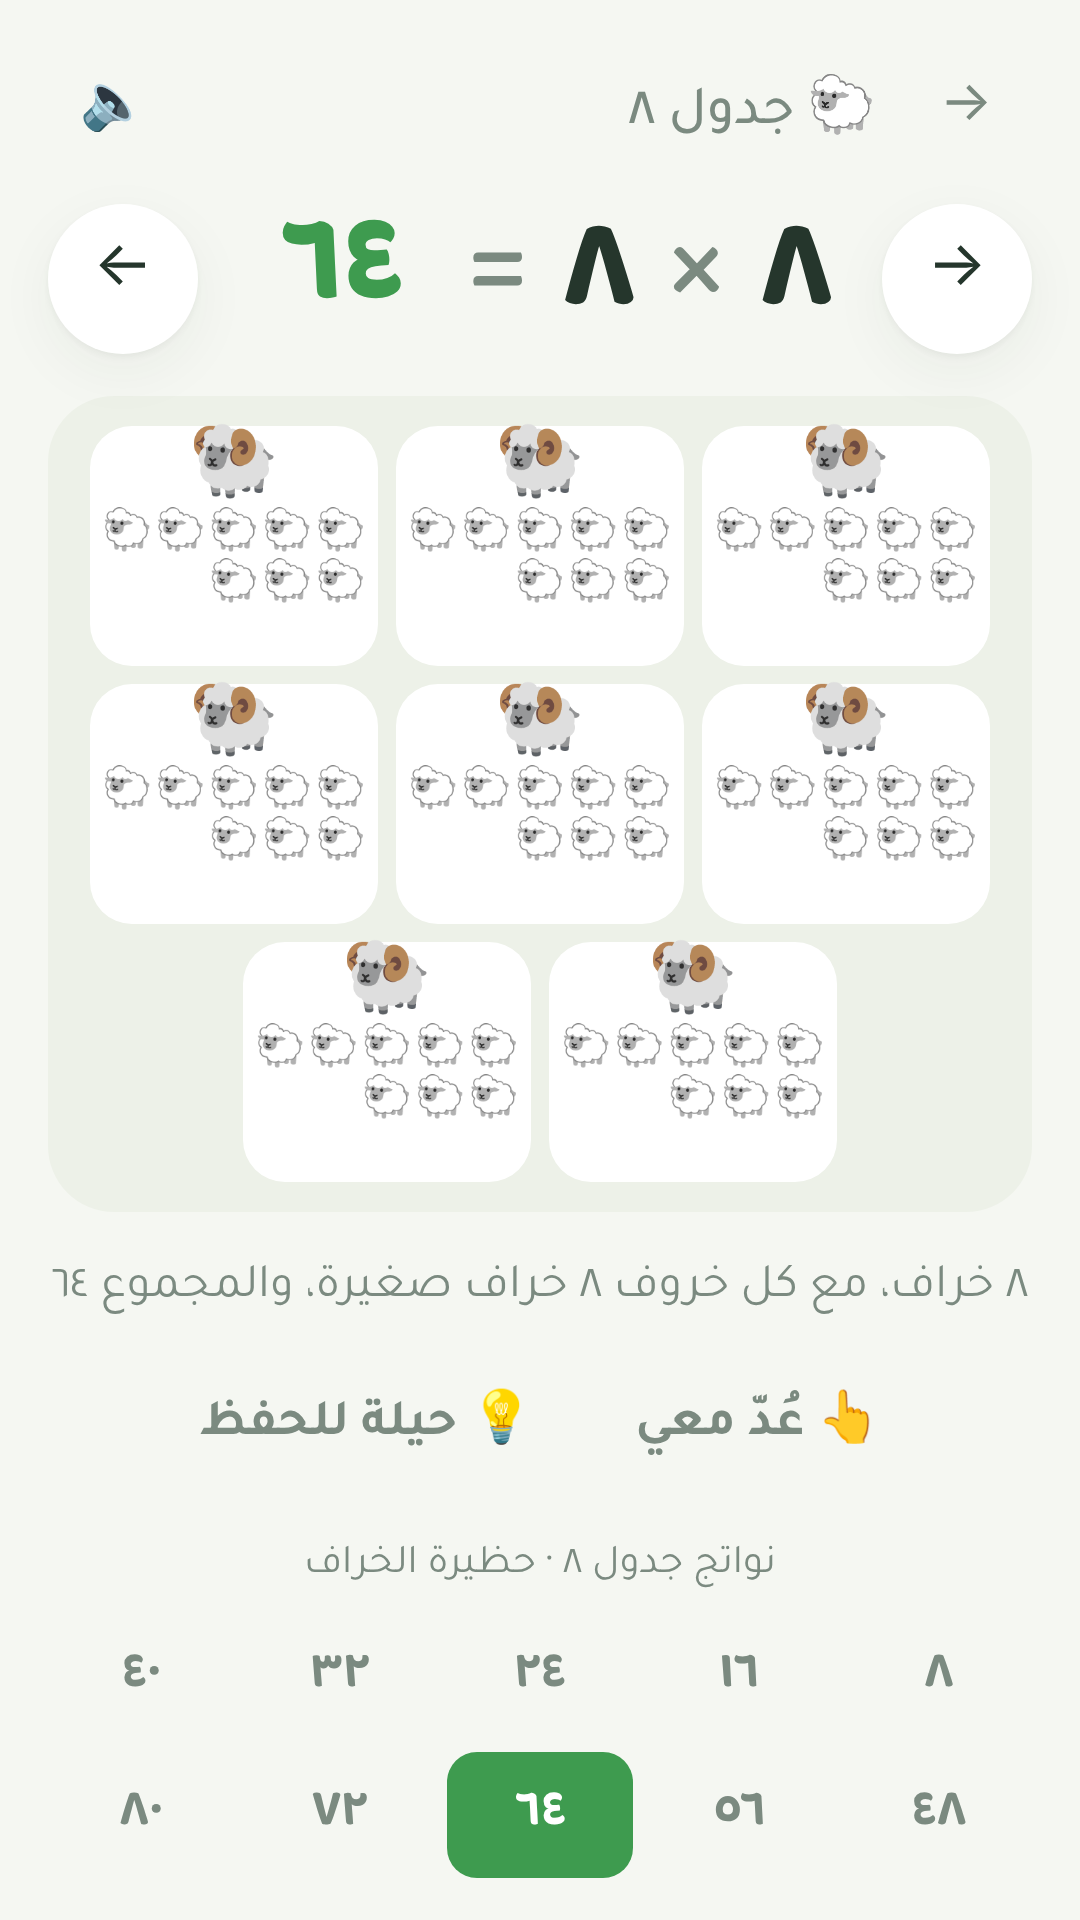 جدول ٨
٨ × ٨ = ٦٤
٨ خراف، مع كل خروف ٨ خراف صغيرة، والمجموع ٦٤
عُدّ معي
حيلة للحفظ
نواتج جدول ٨ · حظيرة الخراف
٨ ١٦ ٢٤ ٣٢ ٤٠
٤٨ ٥٦ ٦٤ ٧٢ ٨٠